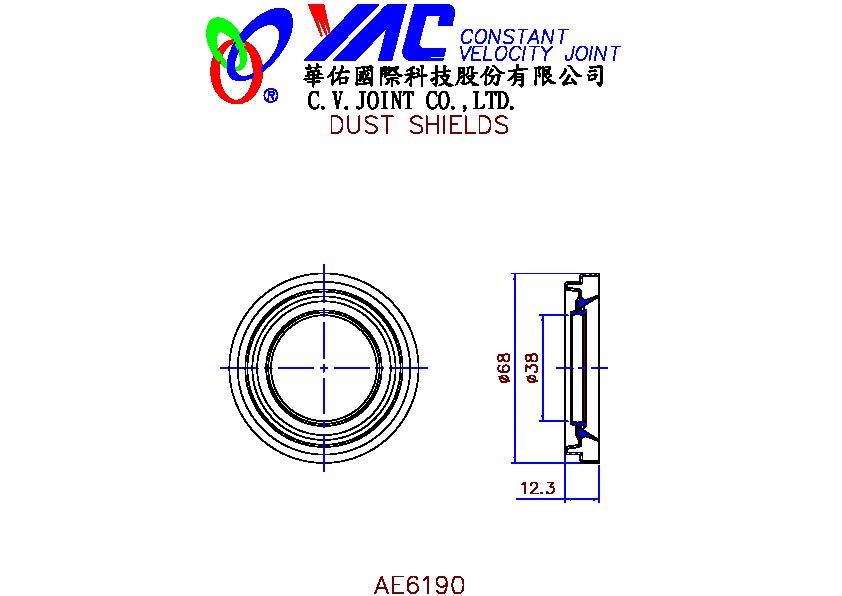 YAC CONSTANT
VELOCITY JOINT
®
華佑國際科技股份有限公司
C.V.JOINT CO.,LTD.
DUST SHIELDS
ø68
ø38
12.3
AE6190